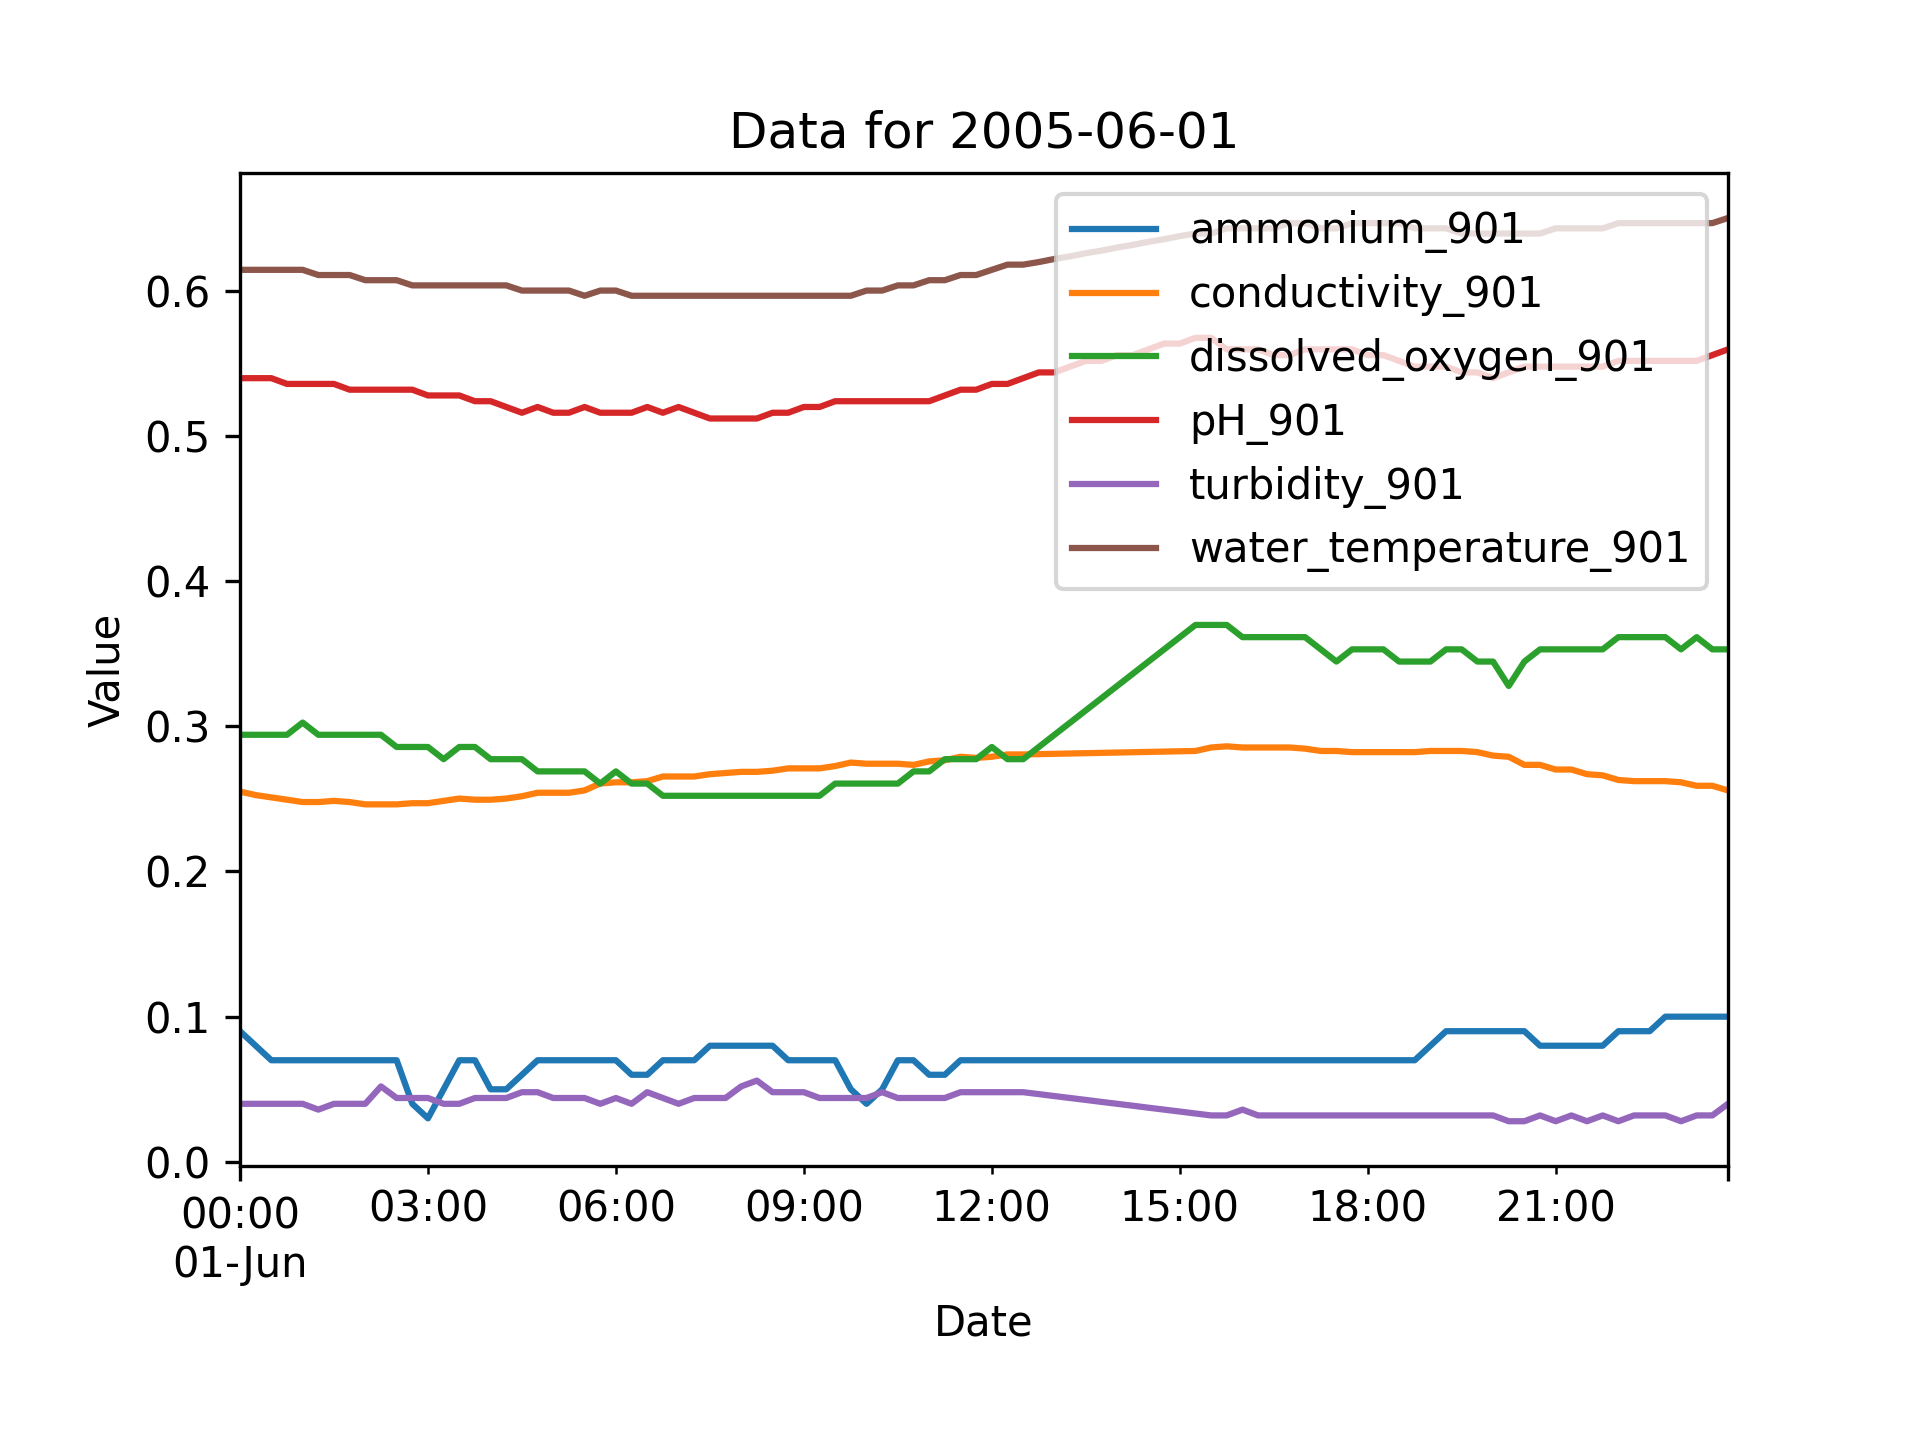 Data for 2005-06-01
ammonium_901
conductivity_901
dissolved_oxygen_901
pH_901
turbidity_901
water_temperature_901
Value
0.6
0.5
0.4
0.3
0.2
0.1
0.0
00:00 03:00 06:00 09:00 12:00 15:00 18:00 21:00
01-Jun
Date